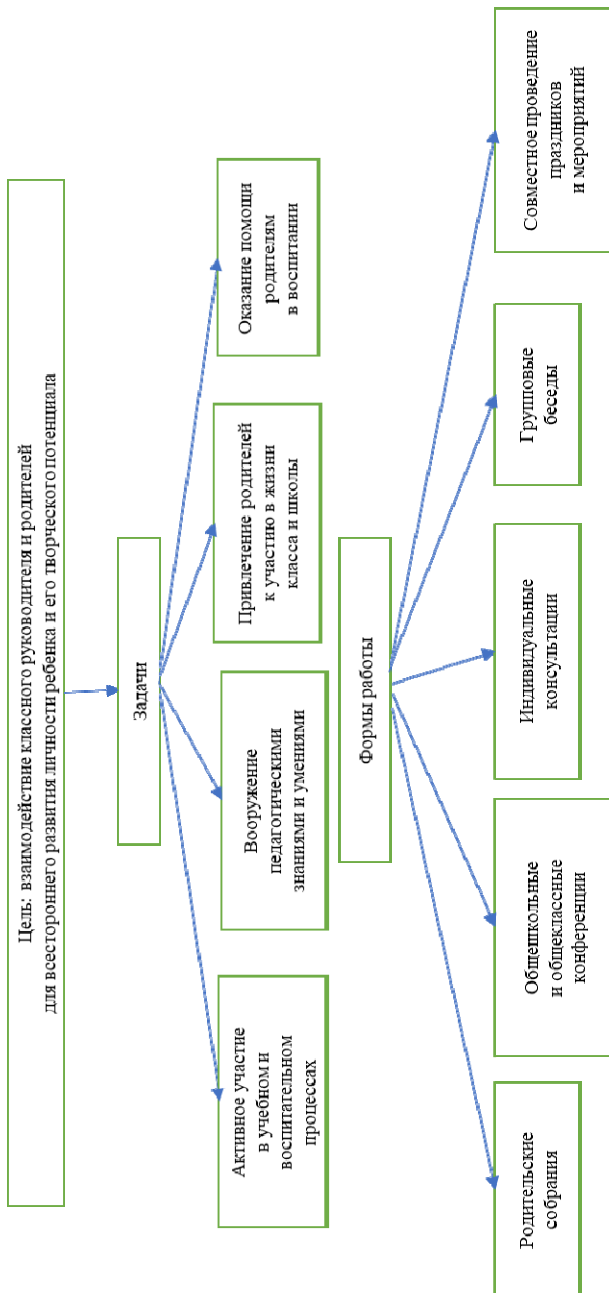 Цель: взаимодействие классного руководителя и родителей
для всестороннего развития личности ребенка и его творческого потенциала
Задачи
Активное участие
в учебном и
воспитательном
процессах
Вооружение
педагогическими
знаниями и умениями
Привлечение родителей
к участию в жизни
класса и школы
Оказание помощи
родителям
в воспитании
Формы работы
Родительские
собрания
Общешкольные
и общеклассные
конференции
Индивидуальные
консультации
Групповые
беседы
Совместное проведение
праздников
и мероприятий